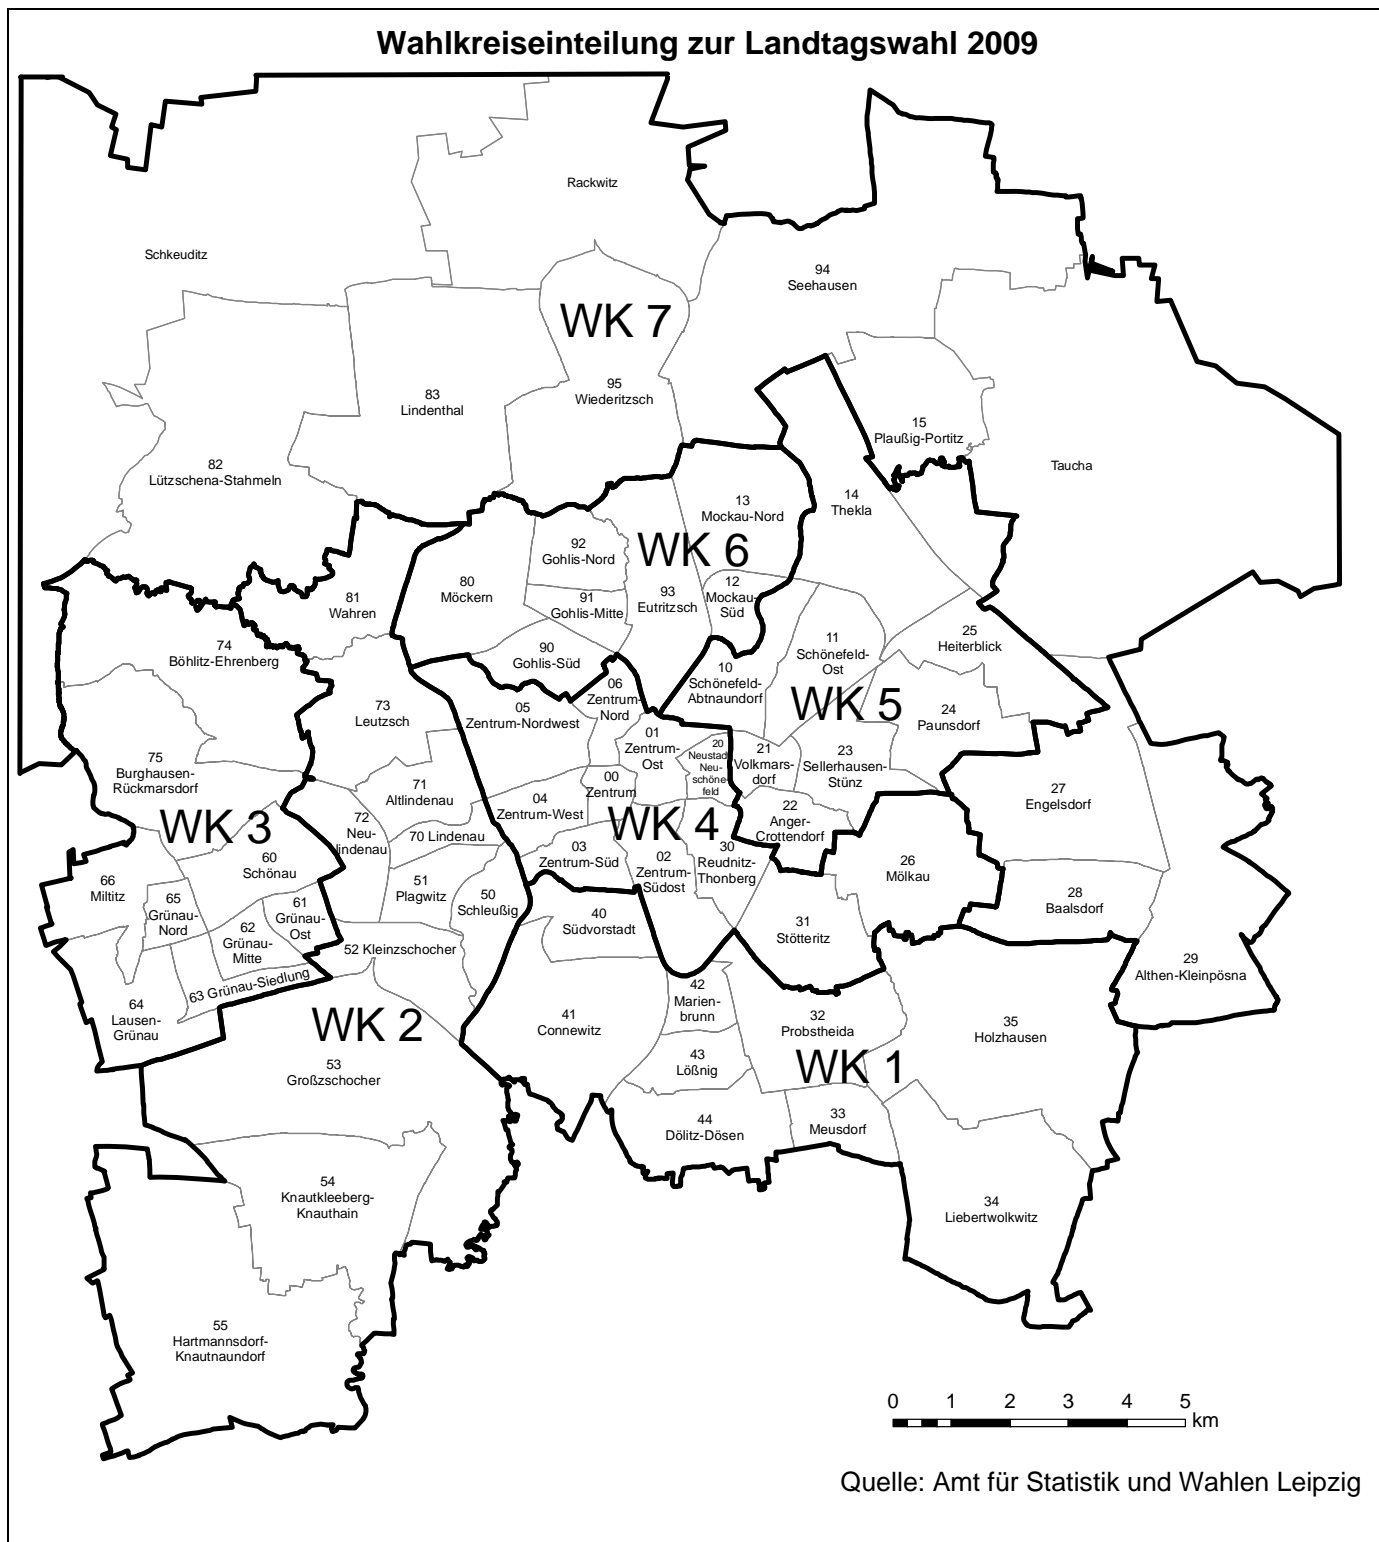 Wahlkreiseinteilung zur Landtagswahl 2009
Rackwitz
Schkeuditz
94
Seehausen
WK 7
95
Wiederitzsch
83
Lindenthal
15
Plaußig-Portitz
Taucha
82
Lützschena-Stahmeln
14
Thekla
13
Mockau-Nord
92
Gohlis-Nord
WK 6
80
Möckern
91
Gohlis-Mitte
93
Eutritzsch
12
Mockau-
Süd
81
Wahren
74
Böhlitz-Ehrenberg
90
Gohlis-Süd
11
Schönefeld-
Ost
25
Heiterblick
10
Schönefeld-
Abtnaundorf
WK 5
06
Zentrum-
Nord
05
Zentrum-Nordwest
73
Leutzsch
24
Paunsdorf
01
Zentrum-
Ost
20
Neustad
Neu-
schöne
feld
21
Volkmars-
dorf
23
Sellerhausen-
Stünz
75
Burghausen-
Rückmarsdorf
71
Altlindenau
00
Zentrum
04
Zentrum-West
27
Engelsdorf
22
Anger-
Crottendorf
WK 3
72
Neu-
lindenau
70 Lindenau
WK 4
03
Zentrum-Süd
02
Zentrum-
Südost
30
Reudnitz-
Thonberg
60
Schönau
26
Mölkau
66
Miltitz
65
Grünau-
Nord
61
Grünau-
Ost
51
Plagwitz
50
Schleußig
28
Baalsdorf
62
Grünau-
Mitte
40
Südvorstadt
31
Stötteritz
52 Kleinzschocher
29
Althen-Kleinpösna
63 Grünau-Siedlung
42
Marien-
brunn
64
Lausen-
Grünau
WK 2
41
Connewitz
32
Probstheida
35
Holzhausen
43
Lößnig
WK 1
53
Großzschocher
44
Dölitz-Dösen
33
Meusdorf
54
Knautkleeberg-
Knauthain
34
Liebertwolkwitz
55
Hartmannsdorf-
Knautnaundorf
0 1 2 3 4 5
km
Quelle: Amt für Statistik und Wahlen Leipzig